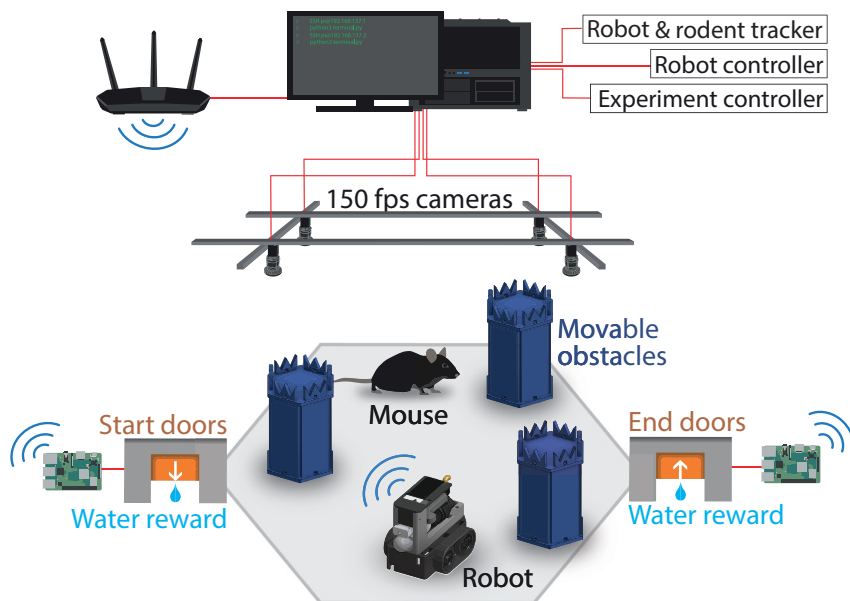 Robot & rodent tracker
Robot controller
Experiment controller
150 fps cameras
Movable
obstacles
Mouse
Start doors
End doors
Water reward
Water reward
Robot